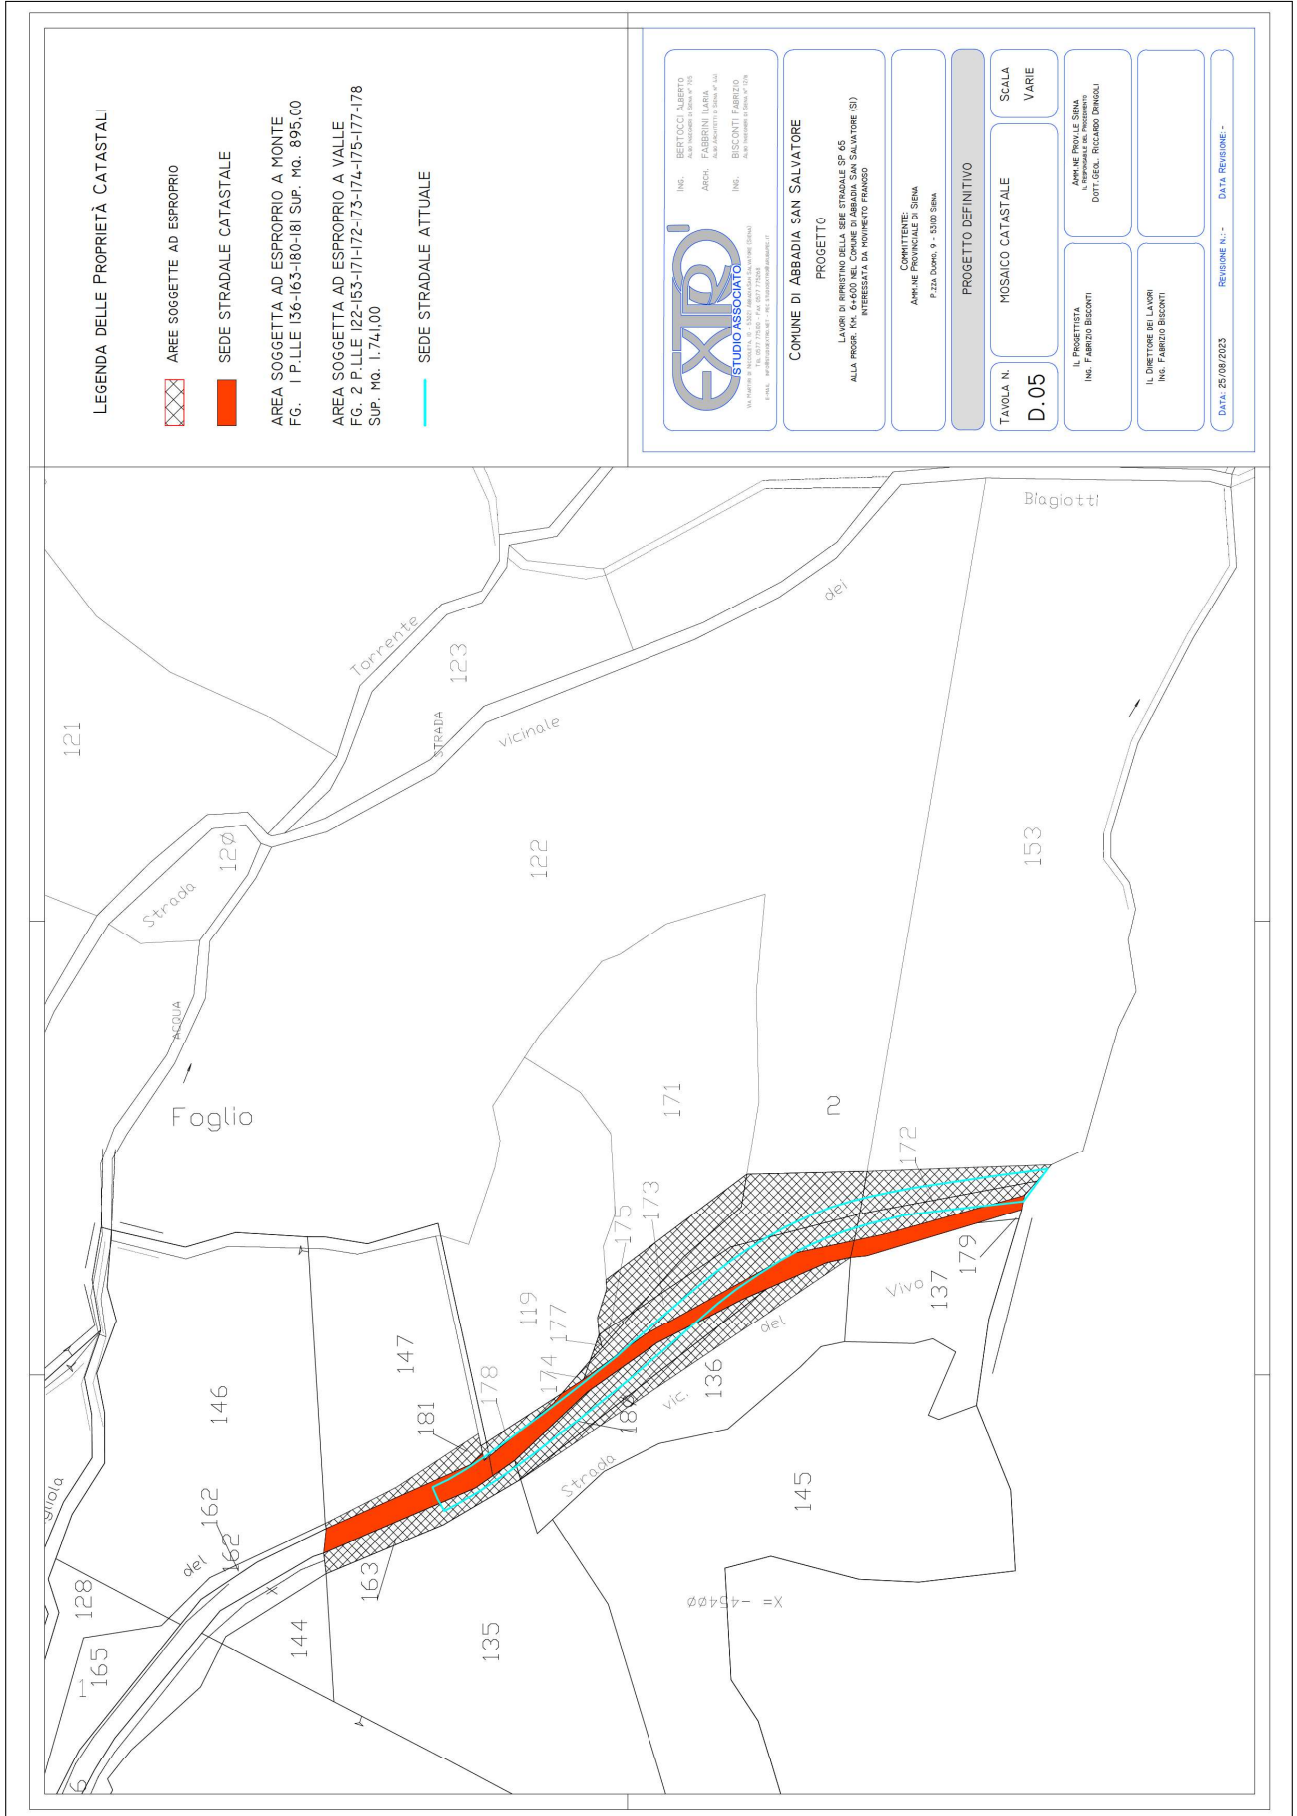 LEGENDA DELLE PROPRIETÀ CATASTALI
AREE SOGGETTE AD ESPROPRIO
SEDE STRADALE CATASTALE
AREA SOGGETTA AD ESPROPRIO A MONTE
FG. 1 P.LLE 136-163-180-181 SUP. MQ. 895,00
AREA SOGGETTA AD ESPROPRIO A VALLE
FG. 2 P.LLE 122-153-171-172-173-174-175-177-178
SUP. MQ. 1.741,00
SEDE STRADALE ATTUALE
STUDIO ASSOCIATO
ING. BERTOCCI ALBERTO
ARCH. FABBRINI ILARIA
ING. BISCONTI FABRIZIO
COMUNE DI ABBADIA SAN SALVATORE
PROGETTO
LAVORI DI RIPRISTINO DELLA SEDE STRADALE SP 65
ALLA PROGR. KM. 6+600 NEL COMUNE DI ABBADIA SAN SALVATORE (SI)
INTERESSATA DA MOVIMENTO FRANOSO
COMMITTENTE:
AMM.NE PROVINCIALE DI SIENA
P.ZZA DUOMO, 9 - 53100 SIENA
PROGETTO DEFINITIVO
TAVOLA N.
D.05
MOSAICO CATASTALE
SCALA
VARIE
IL PROGETTISTA
ING. FABRIZIO BISCONTI
AMM.NE PROV.LE SIENA
IL RESPONSABILE DEL PROCEDIMENTO
DOTT.GEOL. RICCARDO DRINGOLI
IL DIRETTORE DEI LAVORI
ING. FABRIZIO BISCONTI
DATA: 25/08/2023
REVISIONE N.: -
DATA REVISIONE: -
121
Torrente
123
STRADA
vicinale
dei
Biagiotti
120
Strada
122
153
ACQUA
Foglio
171
2
172
173
175
119
177
174
178
147
181
146
162
162
del
128
165
144
163
135
Strada
vic.
del
Vivo
136
137
179
145
X= -45400